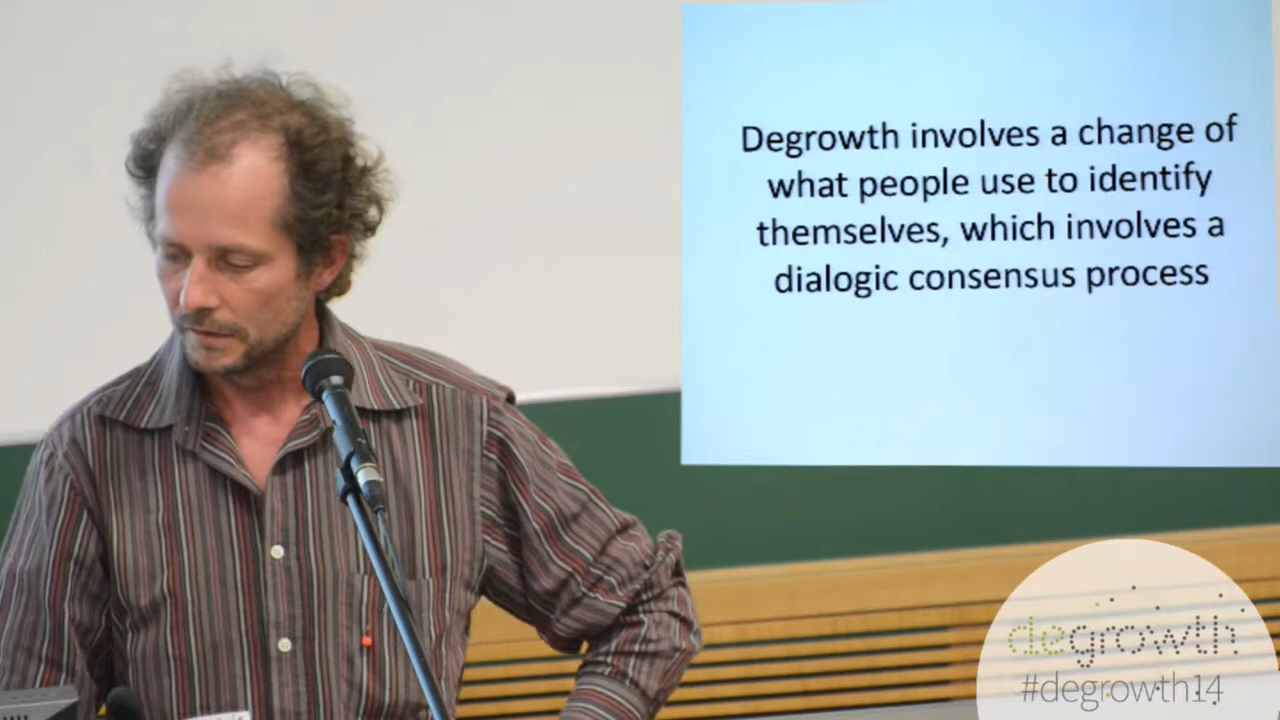 Degrowth involves a change of
what people use to identify
themselves, which involves a
dialogic consensus process
degrowth
#degrowth14